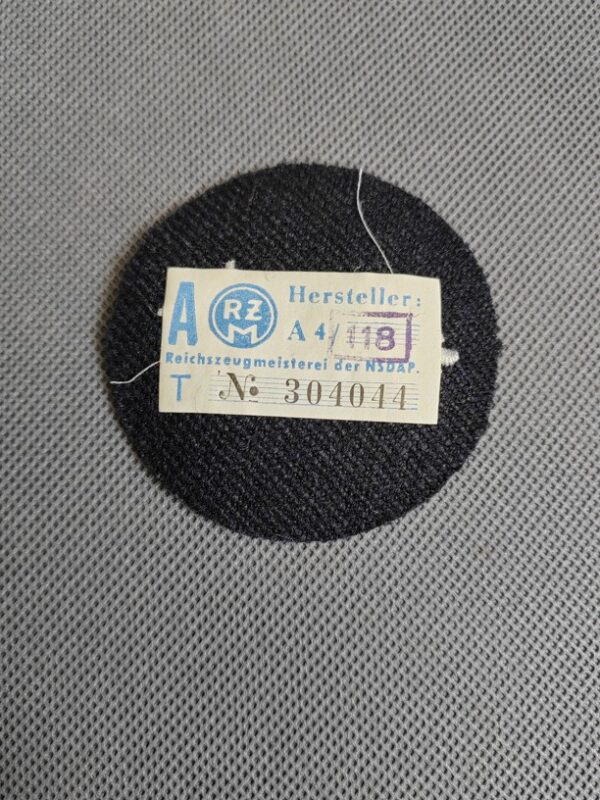 A RZM Hersteller:
A 4/118
Reichszeugmeisterei der NSDAP.
T № 304044